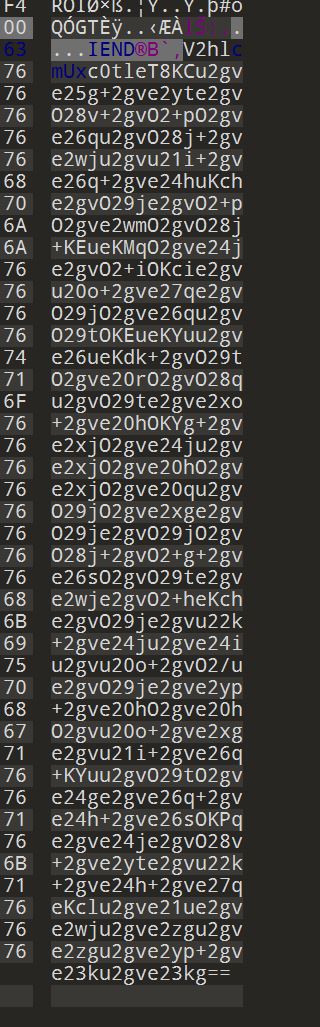 F4 RÒIØ×ß.¦Y..Y.þ#o
00 QÓGTÈÿ..‹ÆÀ
63 ...IEND®B`‚V2hlc
76 mUxc0tleT8KCu2gv
76 e25g+2gve2yte2gv
76 O28v+2gvO2+pO2gv
76 e26qu2gvO28j+2gv
76 e2wju2gvu21i+2gv
68 e26q+2gve24huKch
70 e2gvO29je2gvO2+p
6A O2gve2wmO2gvO28j
6A +KEueKMqO2gve24j
76 e2gvO2+iOKcie2gv
76 u20o+2gve27qe2gv
76 O29jO2gve26qu2gv
76 O29tOKEueKYuu2gv
74 e26ueKdk+2gvO29t
71 O2gve20rO2gvO28q
6F u2gvO29te2gve2xo
76 +2gve20hOKYg+2gv
76 e2xjO2gve24ju2gv
76 e2xjO2gve20hO2gv
76 e2xjO2gve20qu2gv
76 O29jO2gve2xge2gv
76 O29je2gvO29jO2gv
76 O28j+2gvO2+g+2gv
76 e26sO2gvO29te2gv
68 e2wje2gvO2+heKch
6B e2gvO29je2gvu22k
69 +2gve24ju2gve24i
75 u2gvu20o+2gvO2/u
70 e2gvO29je2gve2yp
68 +2gve20hO2gve20h
67 O2gvu20o+2gve2xg
71 e2gvu21i+2gve26q
76 +KYuu2gvO29tO2gv
76 e24ge2gve26q+2gv
71 e24h+2gve26sOKPq
76 e2gve24je2gvO28v
6B +2gve2yte2gvu22k
71 +2gve24h+2gve27q
76 eKclu2gve21ue2gv
76 e2wju2gve2zgu2gv
76 e2zgu2gve2yp+2gv
e23ku2gve23kg==